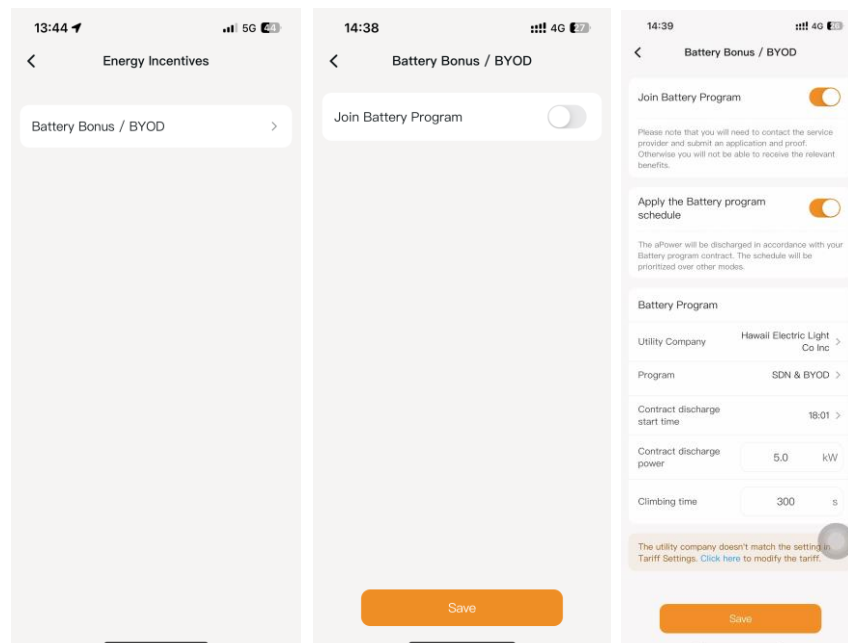 13:44
5G 44
Energy Incentives
Battery Bonus / BYOD
14:38
4G 27
Battery Bonus / BYOD
Join Battery Program
Save
14:39
4G 26
Battery Bonus / BYOD
Join Battery Program
Please note that you will need to contact the service
provider and submit an application and proof.
Otherwise you will not be able to receive the relevant
benefits.
Apply the Battery program
schedule
The aPower will be discharged in accordance with your
Battery program contract. The schedule will be
prioritized over other modes.
Battery Program
Utility Company Hawaii Electric Light
Co Inc
Program SDN & BYOD
Contract discharge
start time 18:01
Contract discharge
power 5.0 kW
Climbing time 300 s
The utility company doesn't match the setting in
Tariff Settings. Click here to modify the tariff.
Save